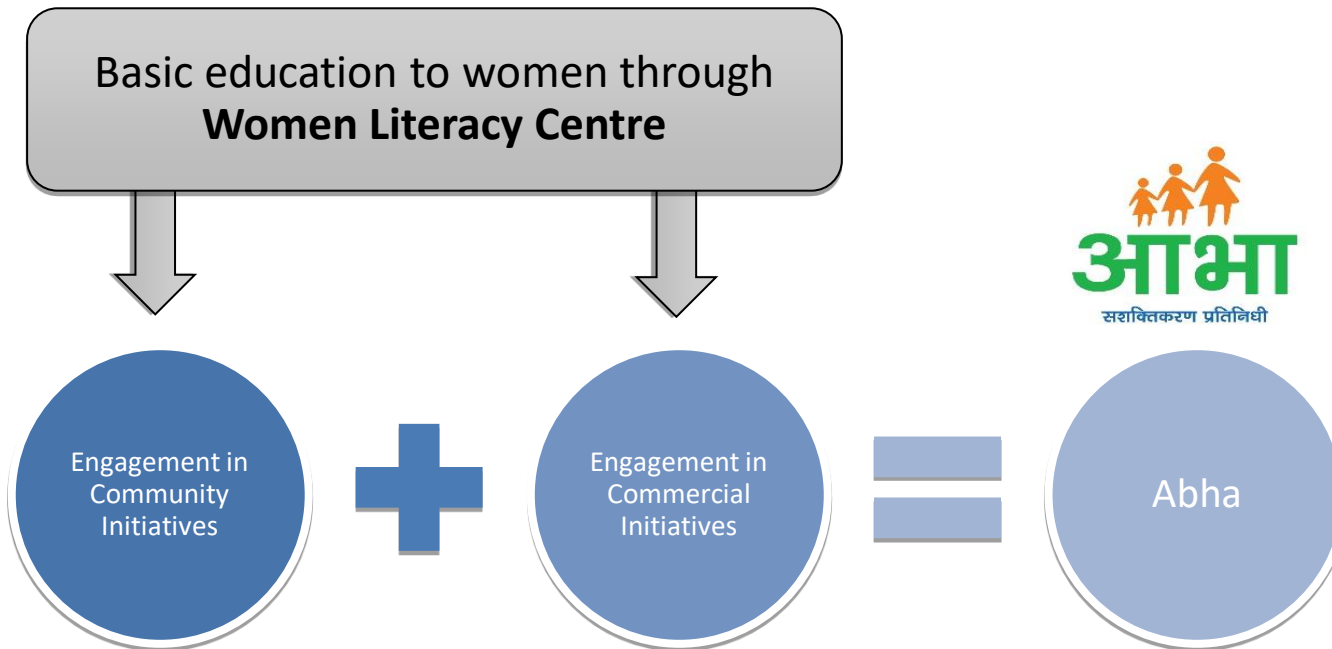 Basic education to women through
Women Literacy Centre
आभा
सशक्तिकरण प्रतिनिधी
Engagement in
Community
Initiatives
Engagement in
Commercial
Initiatives
Abha